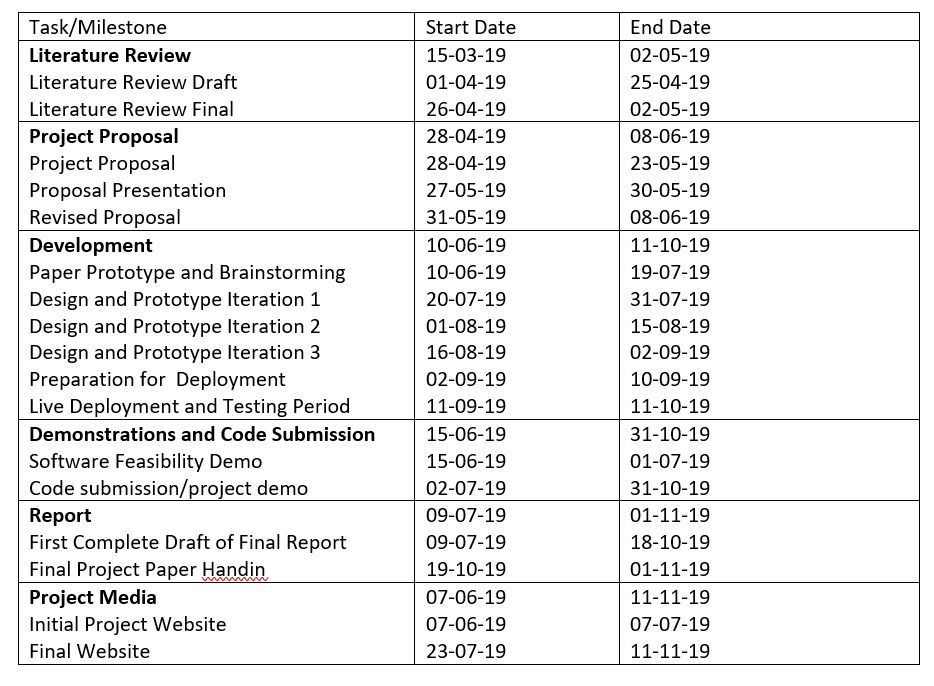 Task/Milestone Start Date End Date
Literature Review 15-03-19 02-05-19
Literature Review Draft 01-04-19 25-04-19
Literature Review Final 26-04-19 02-05-19
Project Proposal 28-04-19 08-06-19
Project Proposal 28-04-19 23-05-19
Proposal Presentation 27-05-19 30-05-19
Revised Proposal 31-05-19 08-06-19
Development 10-06-19 11-10-19
Paper Prototype and Brainstorming 10-06-19 19-07-19
Design and Prototype Iteration 1 20-07-19 31-07-19
Design and Prototype Iteration 2 01-08-19 15-08-19
Design and Prototype Iteration 3 16-08-19 02-09-19
Preparation for  Deployment 02-09-19 10-09-19
Live Deployment and Testing Period 11-09-19 11-10-19
Demonstrations and Code Submission 15-06-19 31-10-19
Software Feasibility Demo 15-06-19 01-07-19
Code submission/project demo 02-07-19 31-10-19
Report 09-07-19 01-11-19
First Complete Draft of Final Report 09-07-19 18-10-19
Final Project Paper Handin 19-10-19 01-11-19
Project Media 07-06-19 11-11-19
Initial Project Website 07-06-19 07-07-19
Final Website 23-07-19 11-11-19